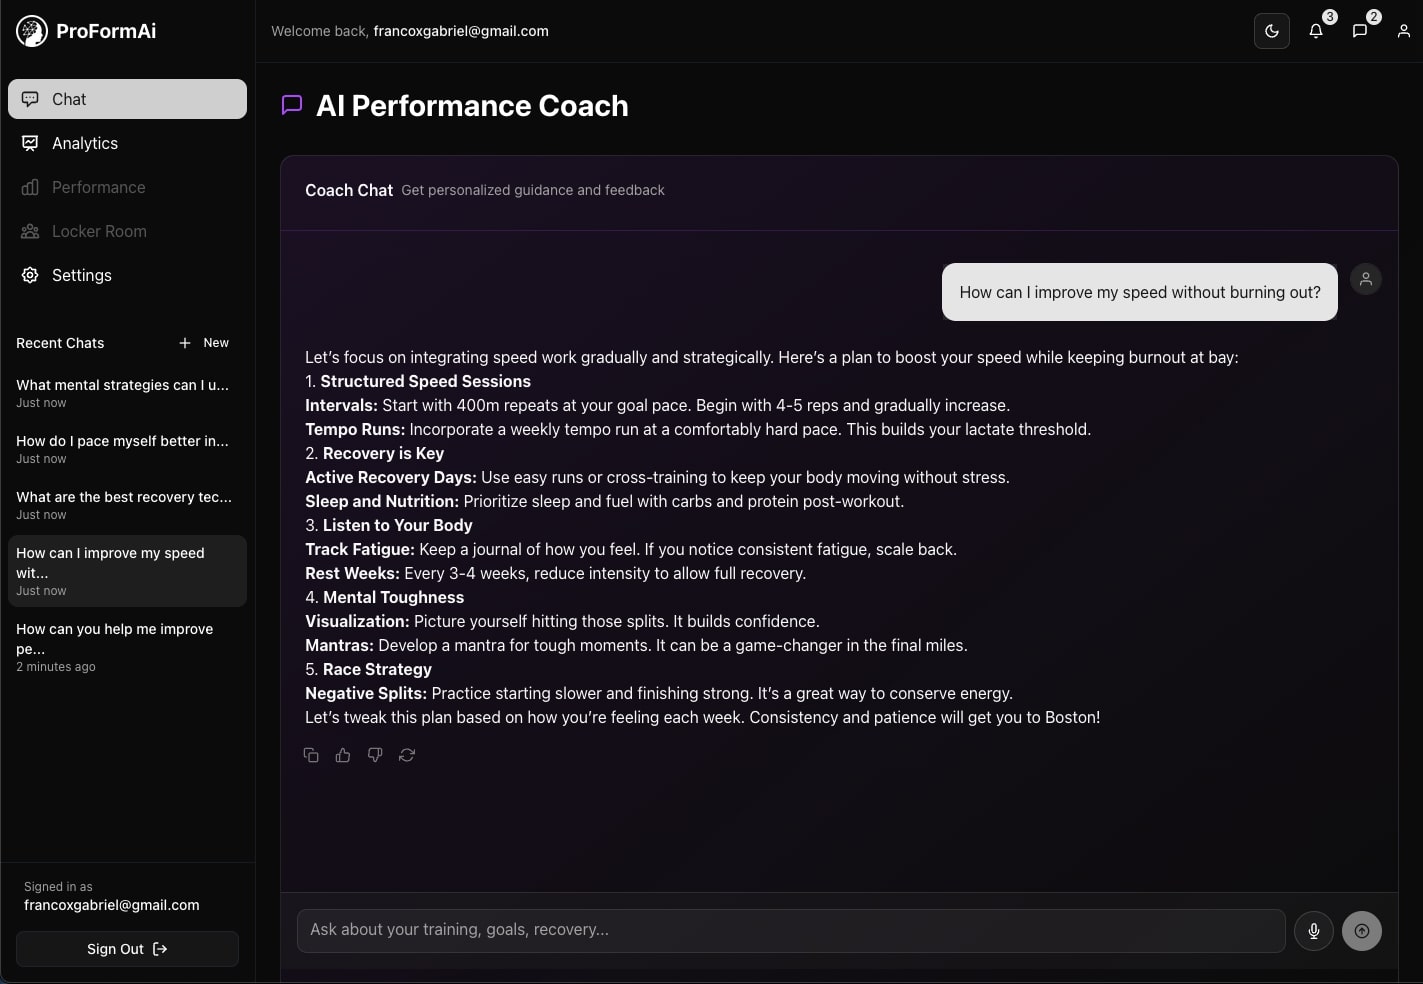 ProFormAi
Welcome back, francoxgabriel@gmail.com
3
2
Chat
Analytics
Performance
Locker Room
Settings
Recent Chats
New
What mental strategies can I u...
Just now
How do I pace myself better in...
Just now
What are the best recovery tec...
Just now
How can I improve my speed
wit...
Just now
How can you help me improve
pe...
2 minutes ago
Signed in as
francoxgabriel@gmail.com
Sign Out
AI Performance Coach
Coach Chat Get personalized guidance and feedback
How can I improve my speed without burning out?
Let’s focus on integrating speed work gradually and strategically. Here’s a plan to boost your speed while keeping burnout at bay:
1. Structured Speed Sessions
Intervals: Start with 400m repeats at your goal pace. Begin with 4-5 reps and gradually increase.
Tempo Runs: Incorporate a weekly tempo run at a comfortably hard pace. This builds your lactate threshold.
2. Recovery is Key
Active Recovery Days: Use easy runs or cross-training to keep your body moving without stress.
Sleep and Nutrition: Prioritize sleep and fuel with carbs and protein post-workout.
3. Listen to Your Body
Track Fatigue: Keep a journal of how you feel. If you notice consistent fatigue, scale back.
Rest Weeks: Every 3-4 weeks, reduce intensity to allow full recovery.
4. Mental Toughness
Visualization: Picture yourself hitting those splits. It builds confidence.
Mantras: Develop a mantra for tough moments. It can be a game-changer in the final miles.
5. Race Strategy
Negative Splits: Practice starting slower and finishing strong. It’s a great way to conserve energy.
Let’s tweak this plan based on how you’re feeling each week. Consistency and patience will get you to Boston!
Ask about your training, goals, recovery...